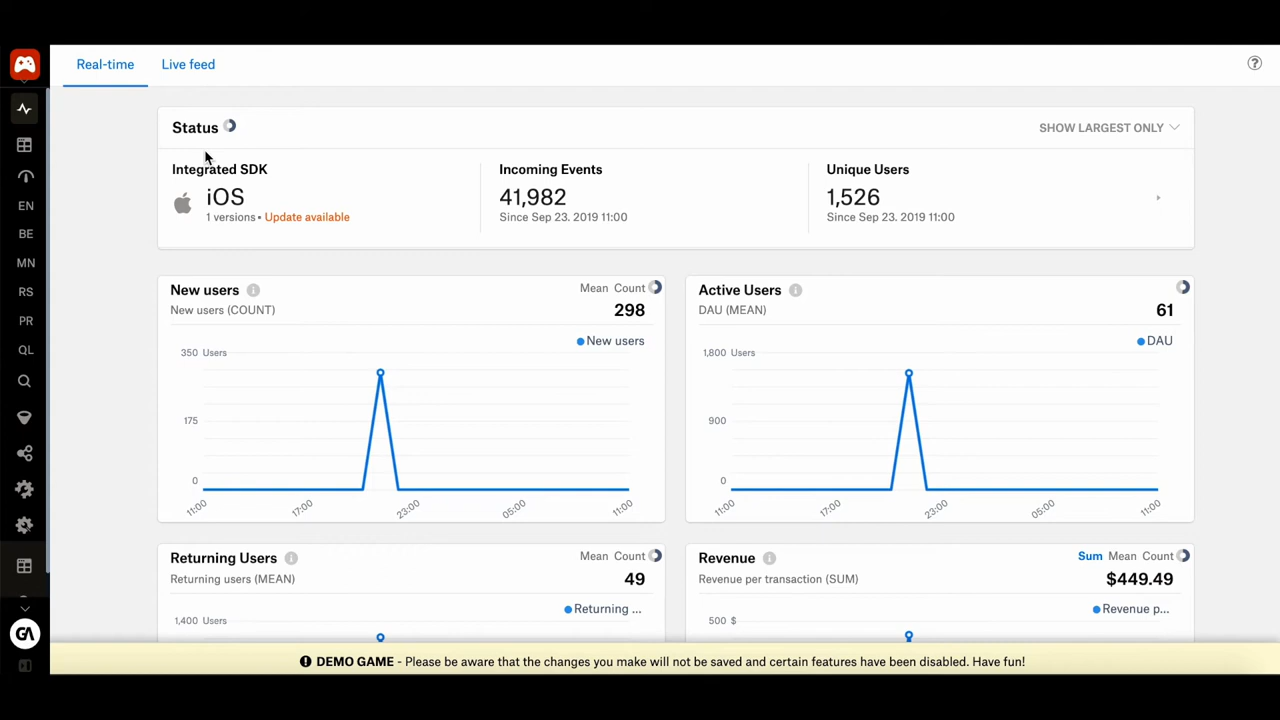 Real-time Live feed
Status
SHOW LARGEST ONLY
Integrated SDK
iOS
1 versions • Update available
Incoming Events
41,982
Since Sep 23. 2019 11:00
Unique Users
1,526
Since Sep 23. 2019 11:00
EN
BE
MN
RS
PR
QL
GA
New users
Mean Count
New users (COUNT)
298
New users
350 Users
175
0
11:00 17:00 23:00 05:00 11:00
Active Users
DAU (MEAN)
61
DAU
1,800 Users
900
0
11:00 17:00 23:00 05:00 11:00
Returning Users
Mean Count
Returning users (MEAN)
49
Returning ...
1,400 Users
Revenue
Sum Mean Count
Revenue per transaction (SUM)
$449.49
Revenue p...
500 $
DEMO GAME - Please be aware that the changes you make will not be saved and certain features have been disabled. Have fun!